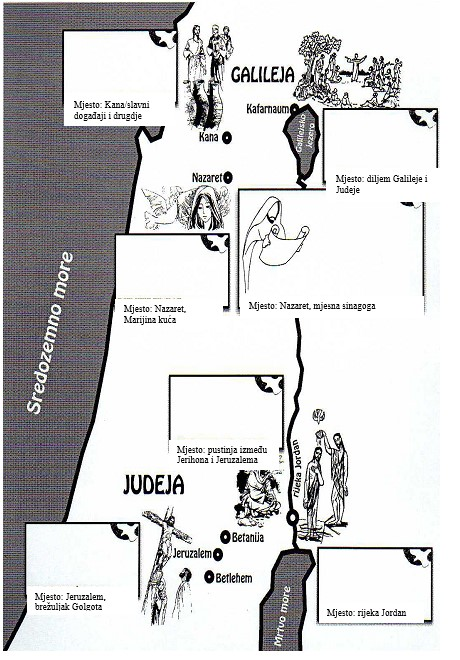 GALILEJA
Mjesto: Kana/slavni
događaji i drugdje
Kafarnaum
Galilejsko
jezero
Kana
Mjesto: diljem Galileje i
Judeje
Nazaret
Mjesto: Nazaret,
Marijina kuća
Mjesto: Nazaret, mjesna sinagoga
Sredozemno more
Mjesto: pustinja između
Jerihona i Jeruzalema
rijeka Jordan
JUDEJA
Betanija
Jeruzalem
Betlehem
Mjesto: Jeruzalem,
brežuljak Golgota
Mrtvo more
Mjesto: rijeka Jordan